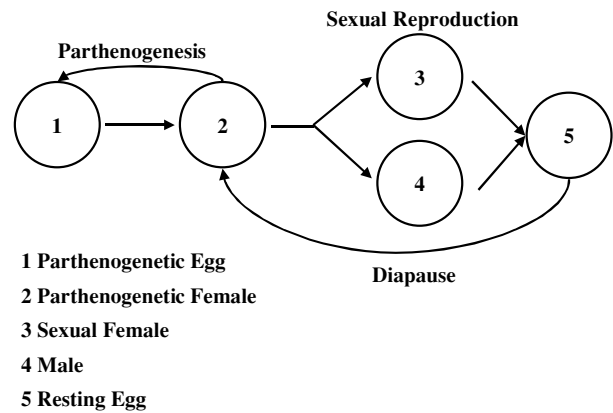 Sexual Reproduction
Parthenogenesis
1
2
3
4
5
Diapause
1 Parthenogenetic Egg
2 Parthenogenetic Female
3 Sexual Female
4 Male
5 Resting Egg